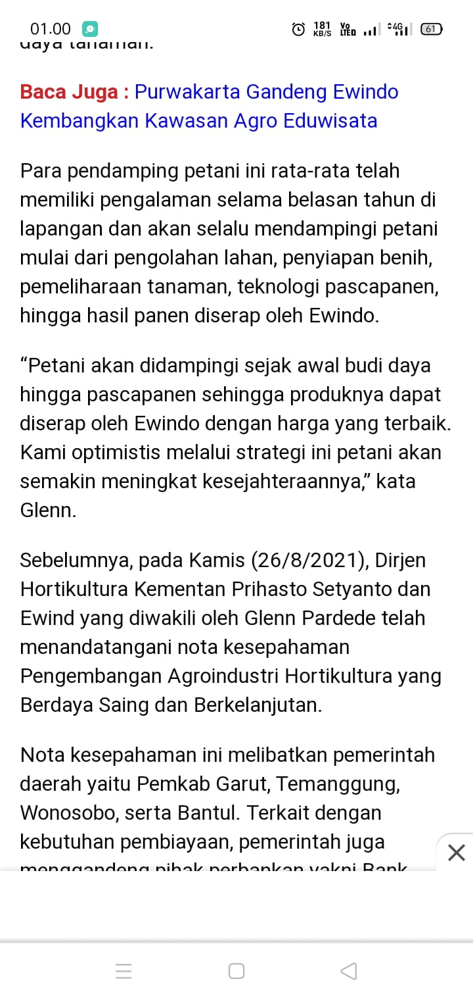 01.00
181 KB/S Vo LTED 4G 61
daya tanaman.
Baca Juga : Purwakarta Gandeng Ewindo
Kembangkan Kawasan Agro Eduwisata
Para pendamping petani ini rata-rata telah
memiliki pengalaman selama belasan tahun di
lapangan dan akan selalu mendampingi petani
mulai dari pengolahan lahan, penyiapan benih,
pemeliharaan tanaman, teknologi pascapanen,
hingga hasil panen diserap oleh Ewindo.
“Petani akan didampingi sejak awal budi daya
hingga pascapanen sehingga produknya dapat
diserap oleh Ewindo dengan harga yang terbaik.
Kami optimistis melalui strategi ini petani akan
semakin meningkat kesejahteraannya,” kata
Glenn.
Sebelumnya, pada Kamis (26/8/2021), Dirjen
Hortikultura Kementan Prihasto Setyanto dan
Ewind yang diwakili oleh Glenn Pardede telah
menandatangani nota kesepahaman
Pengembangan Agroindustri Hortikultura yang
Berdaya Saing dan Berkelanjutan.
Nota kesepahaman ini melibatkan pemerintah
daerah yaitu Pemkab Garut, Temanggung,
Wonosobo, serta Bantul. Terkait dengan
kebutuhan pembiayaan, pemerintah juga
menggandeng pihak perbankan yakni Bank